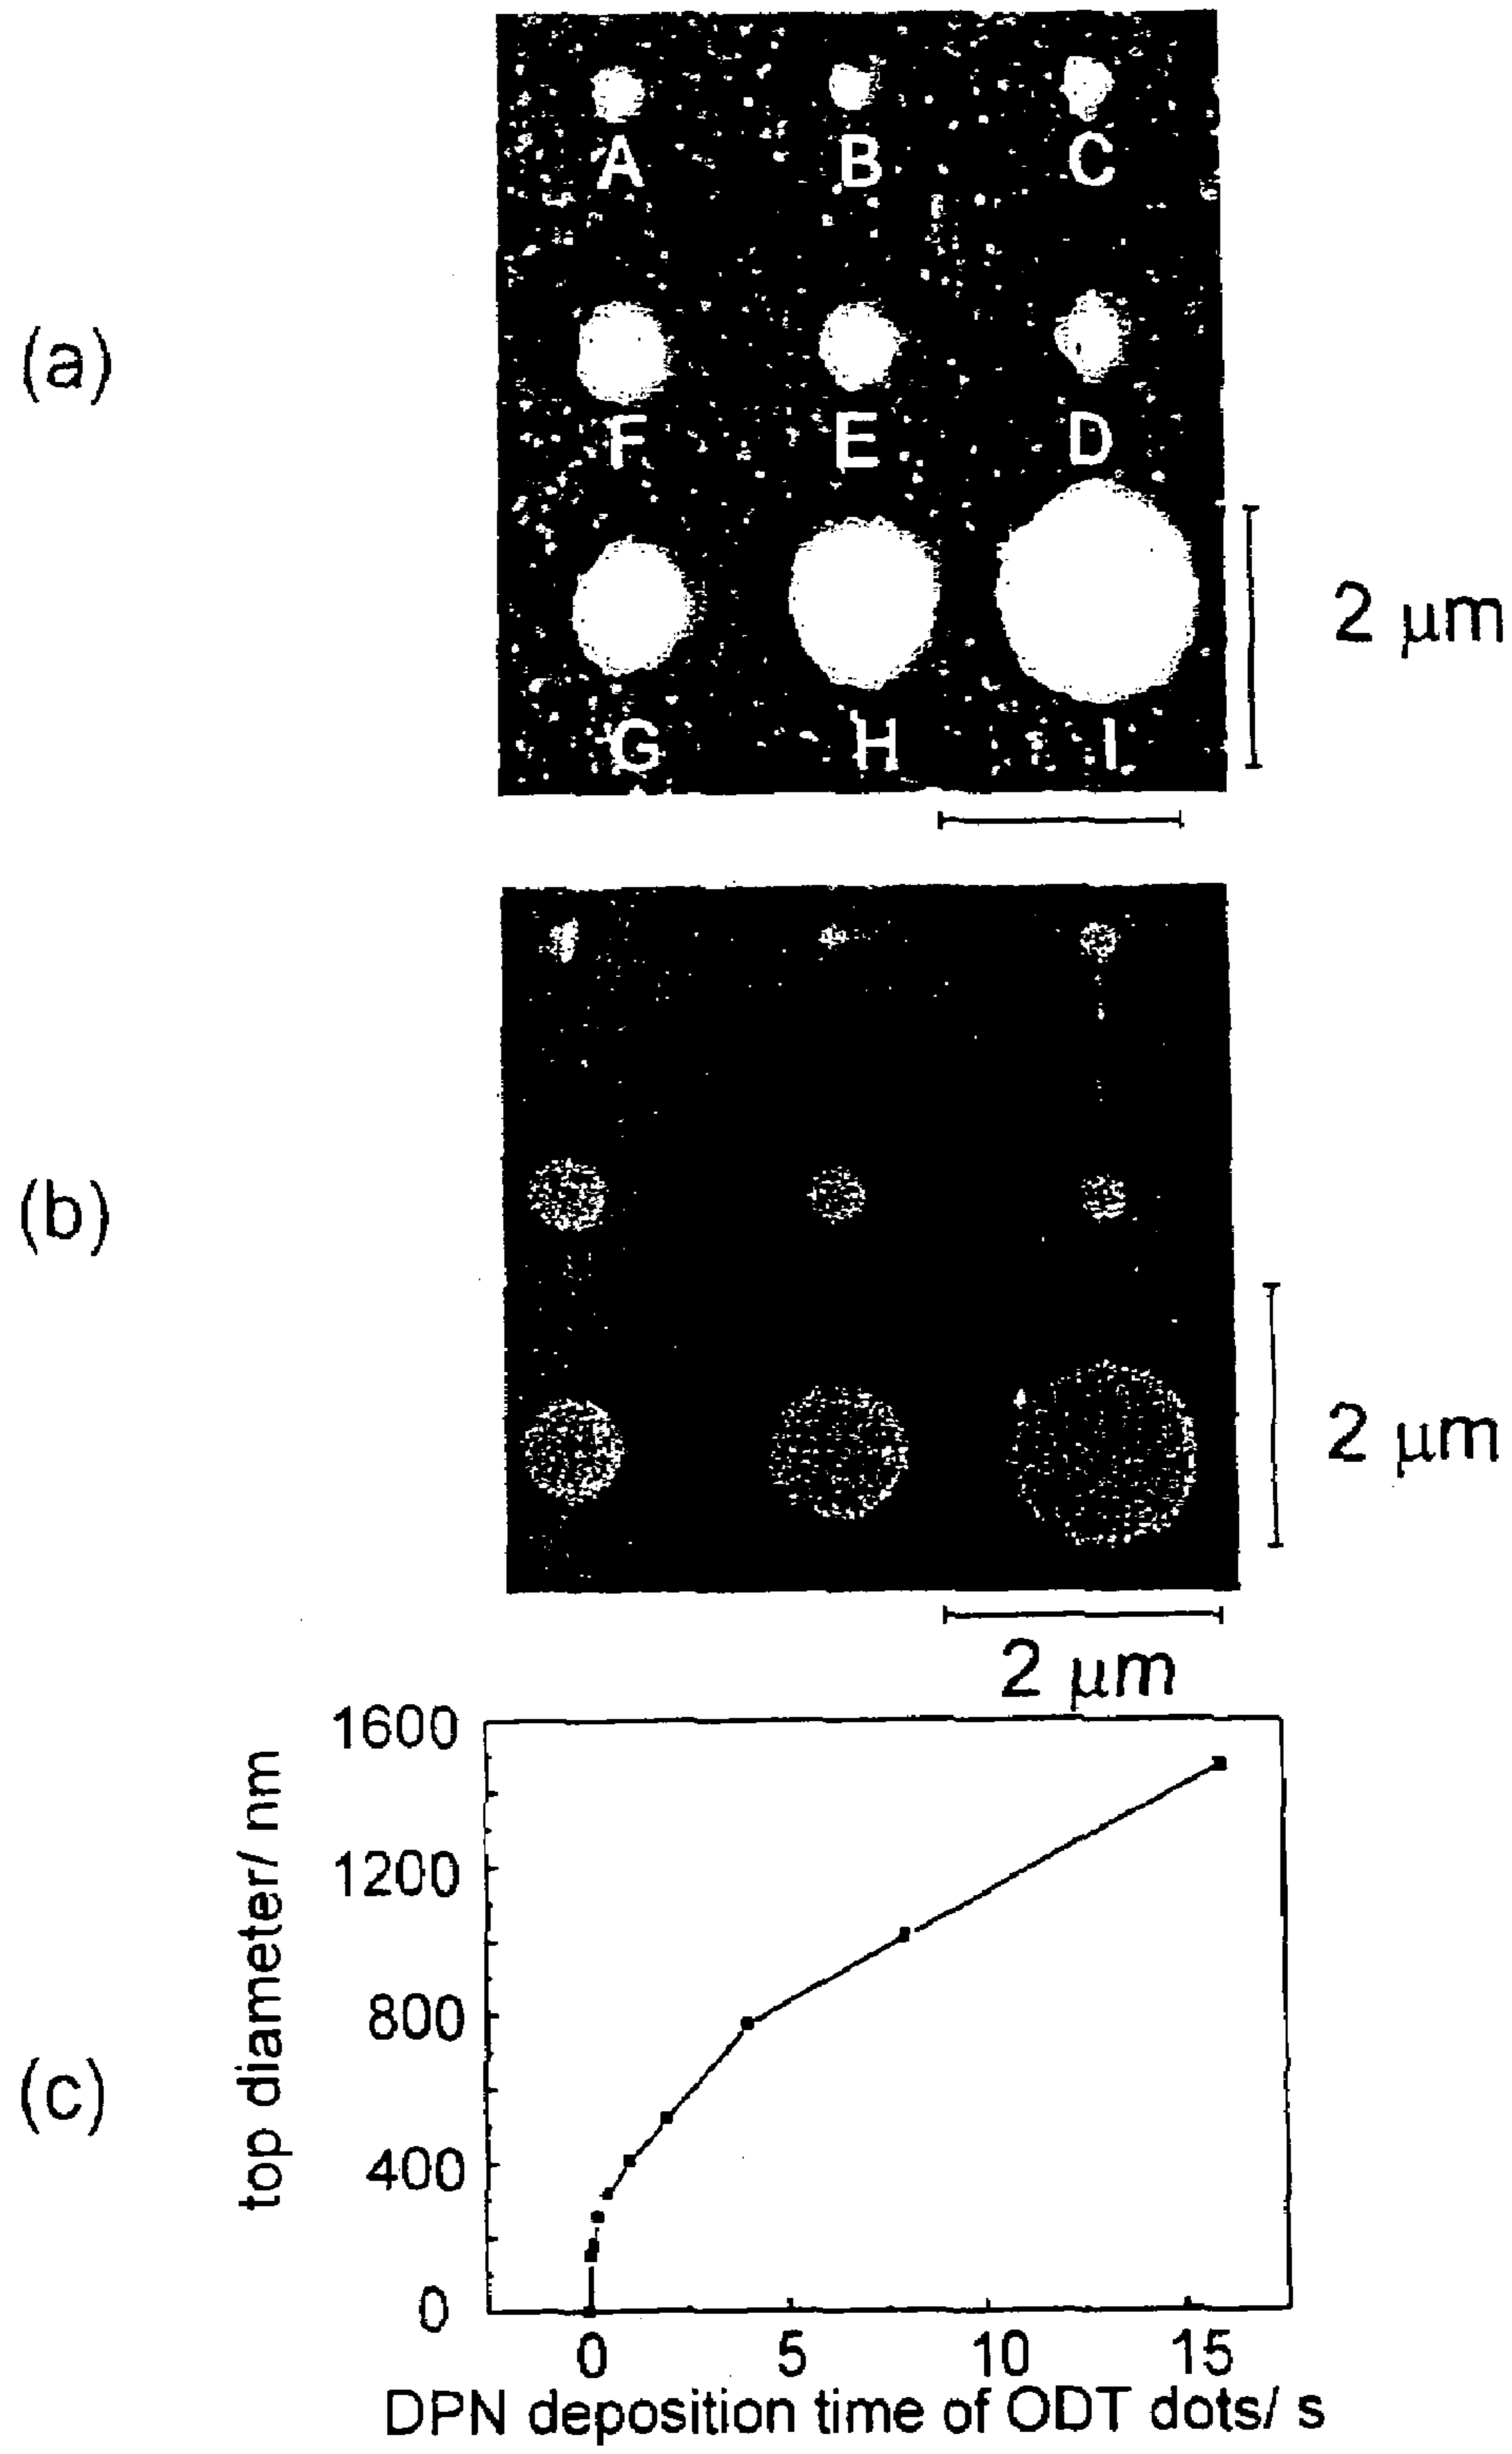 (a)
A B C
F E D
G H I
2 μm
(b)
2 μm
2 μm
(c)
top diameter/ nm
1600
1200
800
400
0
0 5 10 15
DPN deposition time of ODT dots/ s